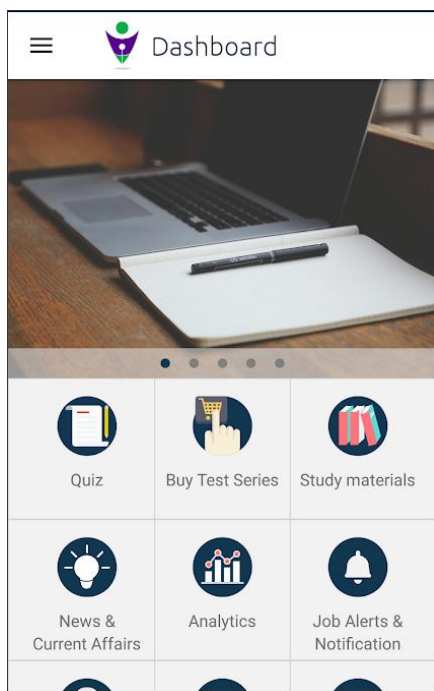 Dashboard
Quiz
Buy Test Series
Study materials
News &
Current Affairs
Analytics
Job Alerts &
Notification